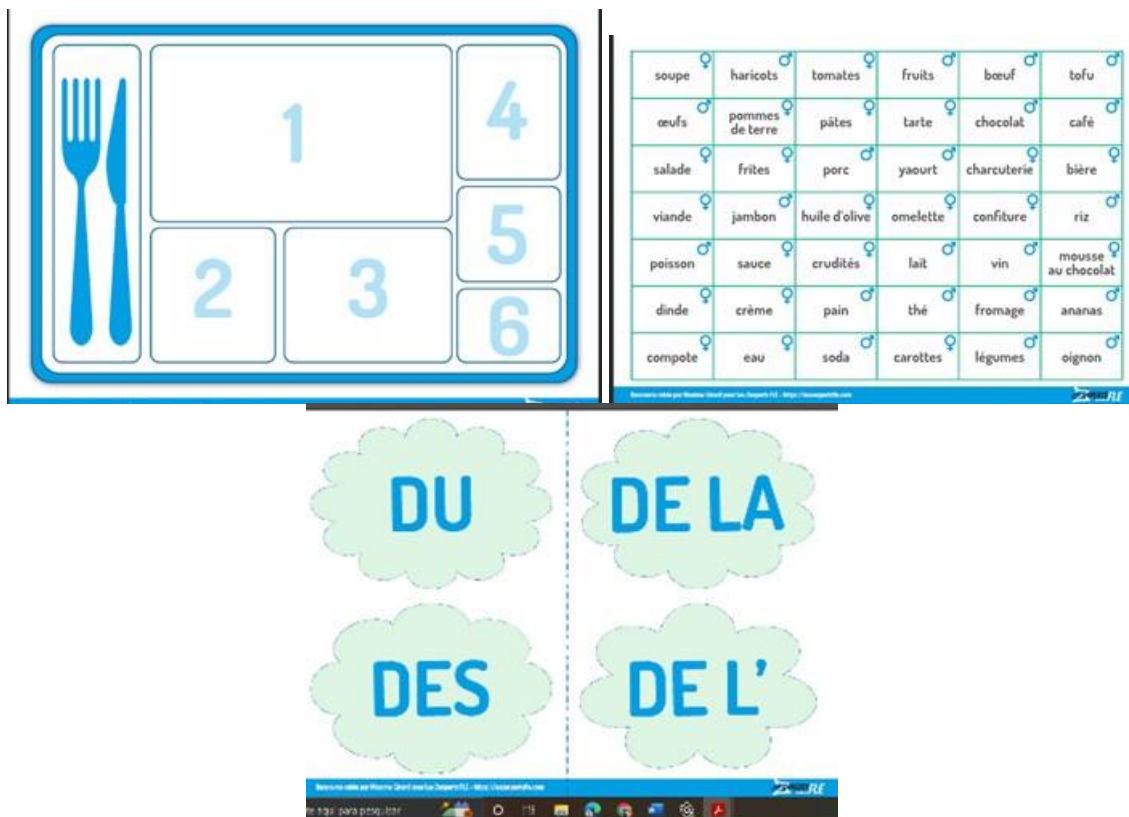 1
4
5
2
3
6
soupe haricots tomates fruits bœuf tofu
œufs pommes de terre pâtes tarte chocolat café
salade frites porc yaourt charcuterie bière
viande jambon huile d'olive omelette confiture riz
poisson sauce crudités lait vin mousse au chocolat
dinde crème pain thé fromage ananas
compote eau soda carottes légumes oignon
DU DE LA
DES DE L'
aqui para pesquisar